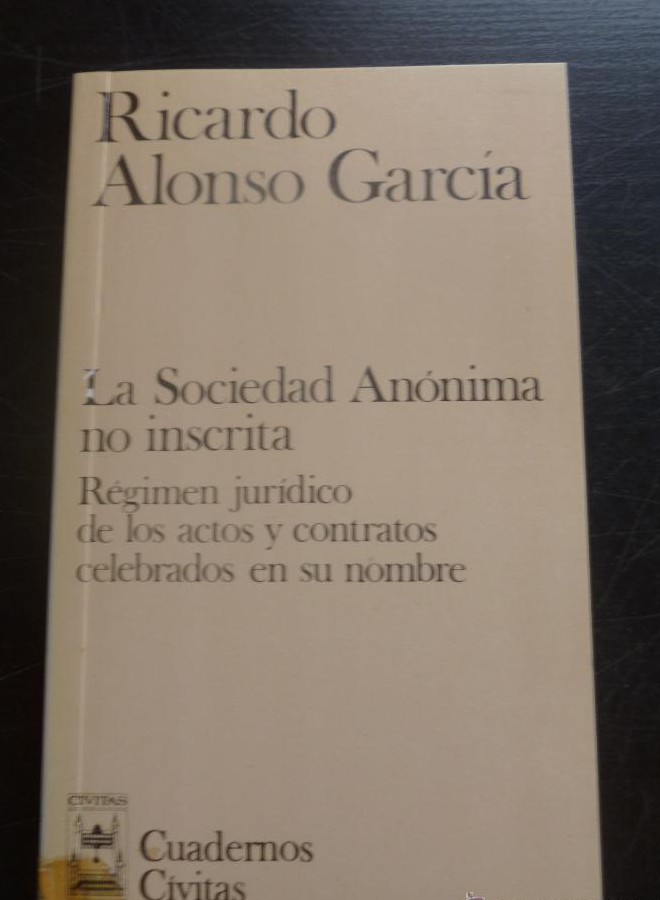 Ricardo
Alonso García
La Sociedad Anónima
no inscrita
Régimen jurídico
de los actos y contratos
celebrados en su nombre
CIVITAS
Cuadernos
Cívitas